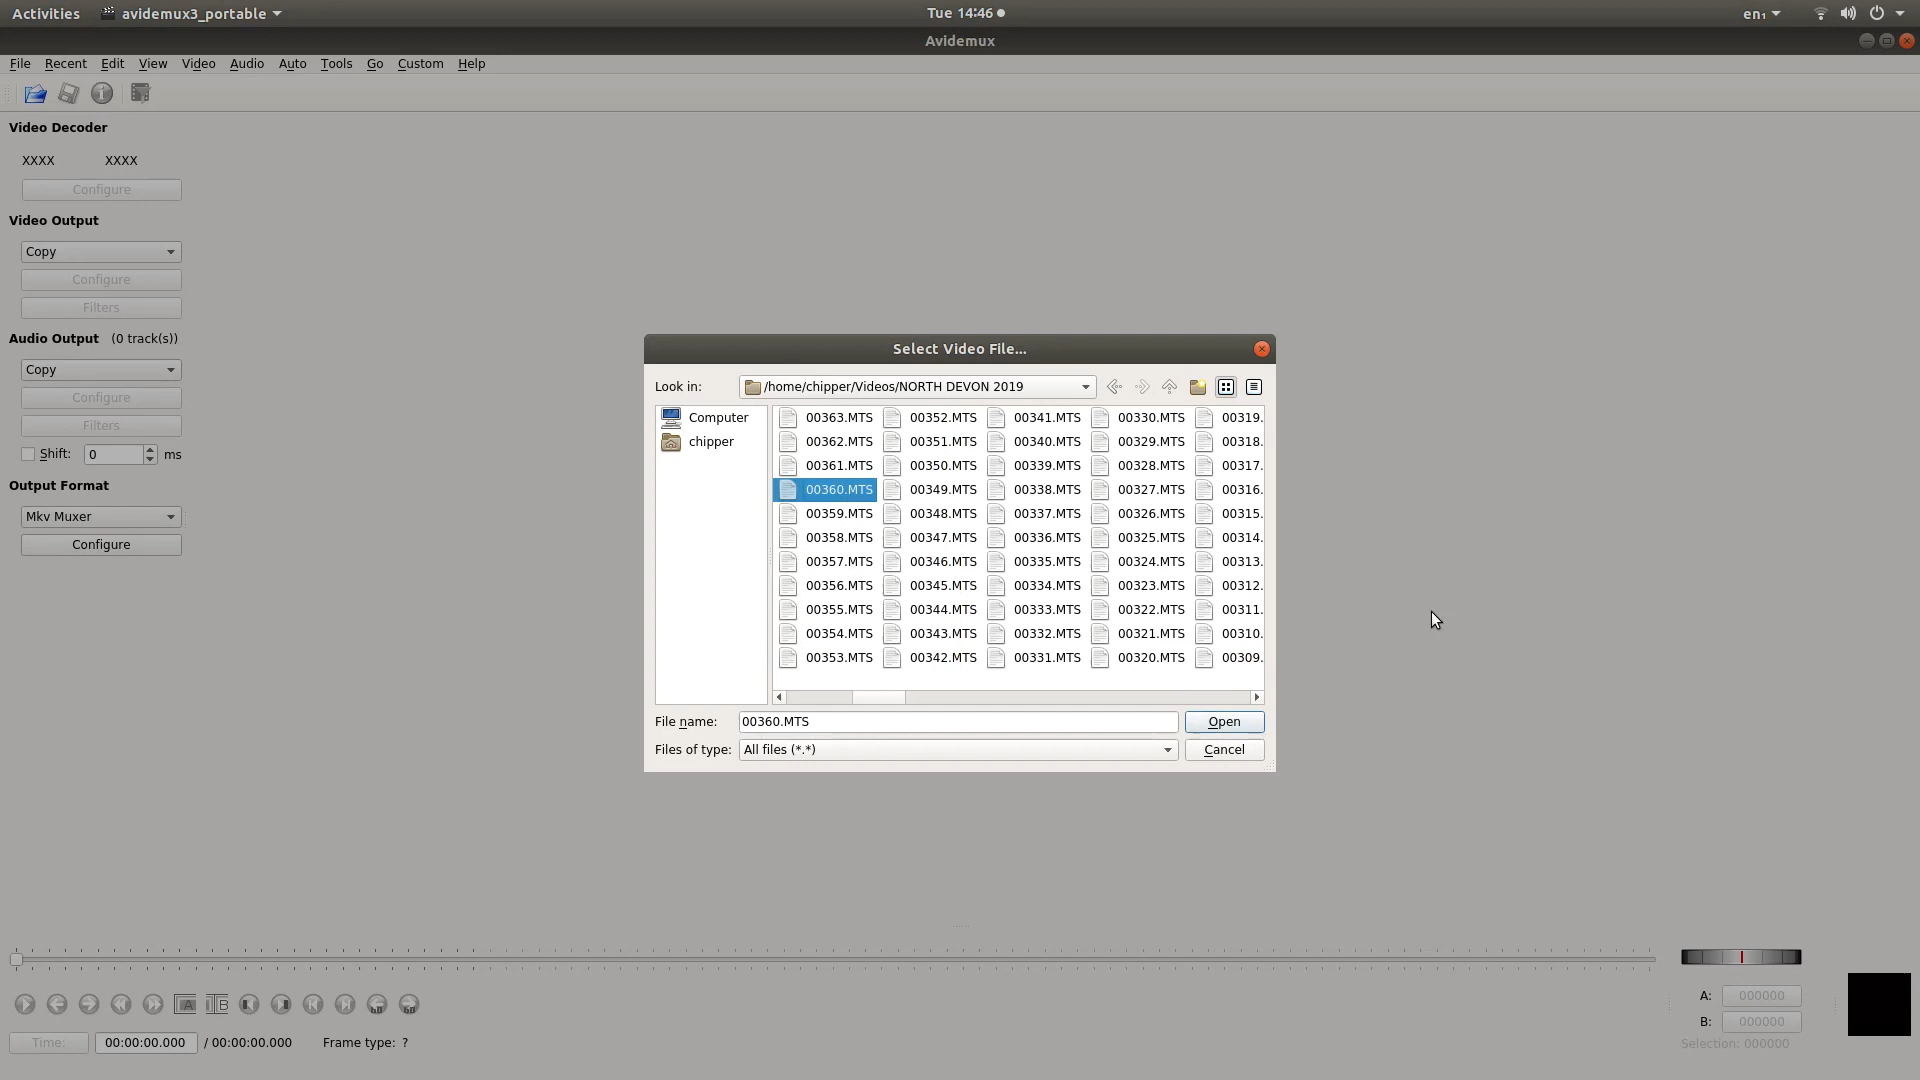 Activities avidemux3_portable Tue 14:46 en₁
Avidemux
File Recent Edit View Video Audio Auto Tools Go Custom Help
Video Decoder
XXXX XXXX
Configure
Video Output
Copy
Configure
Filters
Audio Output (0 track(s))
Copy
Configure
Filters
Shift: 0 ms
Output Format
Mkv Muxer
Configure
Select Video File...
Look in: /home/chipper/Videos/NORTH DEVON 2019
Computer
chipper
00363.MTS 00352.MTS 00341.MTS 00330.MTS 00319.
00362.MTS 00351.MTS 00340.MTS 00329.MTS 00318.
00361.MTS 00350.MTS 00339.MTS 00328.MTS 00317.
00360.MTS 00349.MTS 00338.MTS 00327.MTS 00316.
00359.MTS 00348.MTS 00337.MTS 00326.MTS 00315.
00358.MTS 00347.MTS 00336.MTS 00325.MTS 00314.
00357.MTS 00346.MTS 00335.MTS 00324.MTS 00313.
00356.MTS 00345.MTS 00334.MTS 00323.MTS 00312.
00355.MTS 00344.MTS 00333.MTS 00322.MTS 00311.
00354.MTS 00343.MTS 00332.MTS 00321.MTS 00310.
00353.MTS 00342.MTS 00331.MTS 00320.MTS 00309.
File name: 00360.MTS Open
Files of type: All files (*.*) Cancel
A B 60 60
A: 000000
B: 000000
Selection: 000000
Time: 00:00:00.000 / 00:00:00.000 Frame type: ?